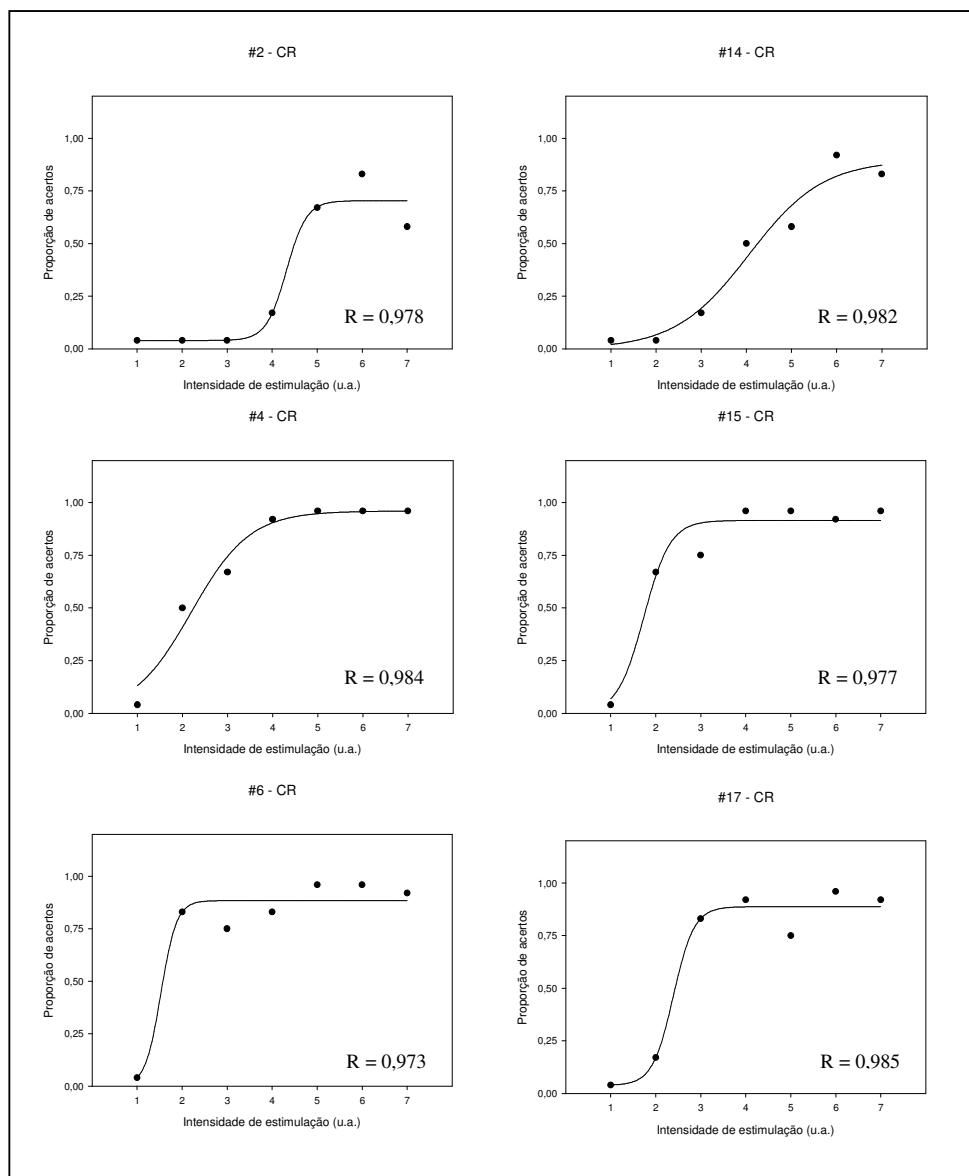 #2 - CR
Proporção de acertos
1,00
0,75
0,50
0,25
0,00
R = 0,978
1 2 3 4 5 6 7
Intensidade de estimulação (u.a.)
#14 - CR
Proporção de acertos
1,00
0,75
0,50
0,25
0,00
R = 0,982
1 2 3 4 5 6 7
Intensidade de estimulação (u.a.)
#4 - CR
Proporção de acertos
1,00
0,75
0,50
0,25
0,00
R = 0,984
1 2 3 4 5 6 7
Intensidade de estimulação (u.a.)
#15 - CR
Proporção de acertos
1,00
0,75
0,50
0,25
0,00
R = 0,977
1 2 3 4 5 6 7
Intensidade de estimulação (u.a.)
#6 - CR
Proporção de acertos
1,00
0,75
0,50
0,25
0,00
R = 0,973
1 2 3 4 5 6 7
Intensidade de estimulação (u.a.)
#17 - CR
Proporção de acertos
1,00
0,75
0,50
0,25
0,00
R = 0,985
1 2 3 4 5 6 7
Intensidade de estimulação (u.a.)